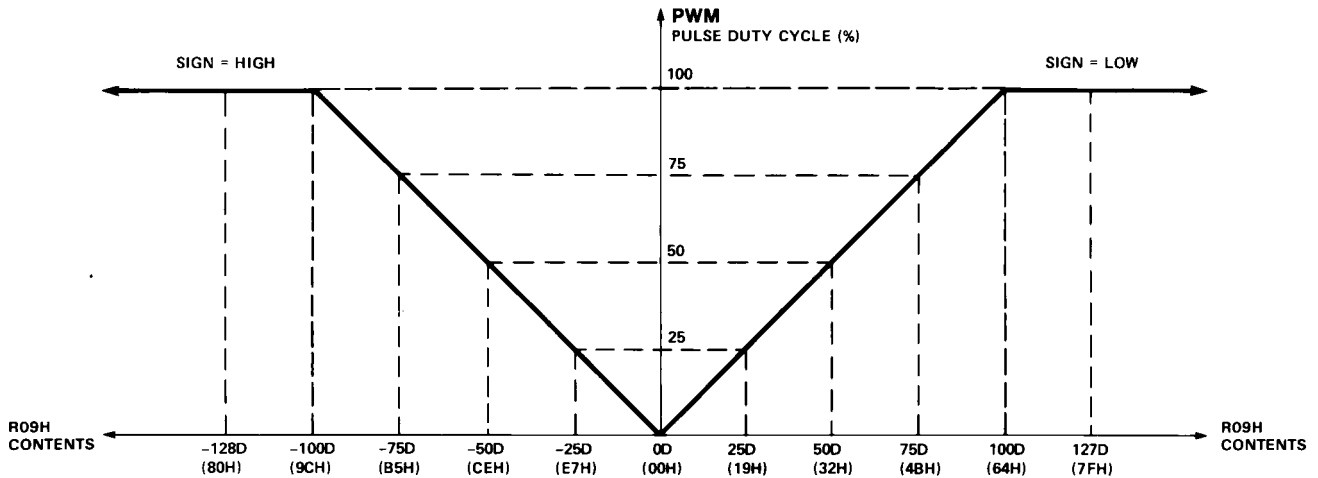 PWM
PULSE DUTY CYCLE (%)
SIGN = HIGH
SIGN = LOW
100
75
50
25
R09H
CONTENTS
−128D
(80H)
−100D
(9CH)
−75D
(B5H)
−50D
(CEH)
−25D
(E7H)
0D
(00H)
25D
(19H)
50D
(32H)
75D
(4BH)
100D
(64H)
127D
(7FH)
R09H
CONTENTS